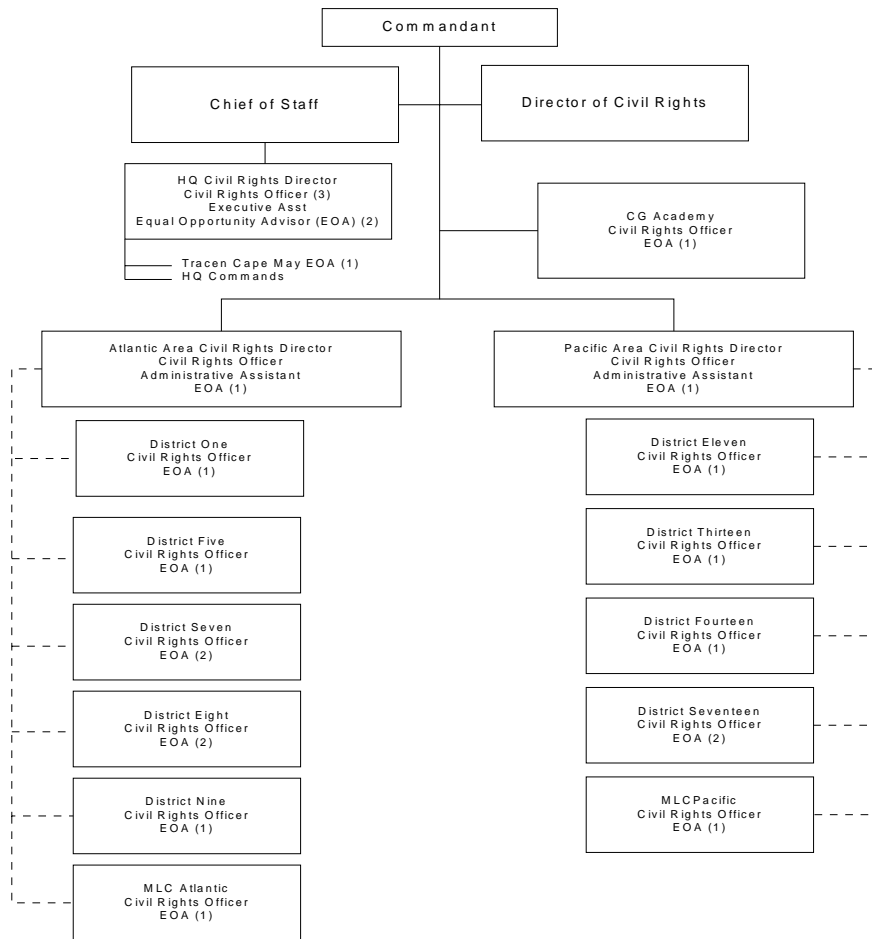 Commandant
Chief of Staff
Director of Civil Rights
HQ Civil Rights Director
Civil Rights Officer (3)
Executive Asst
Equal Opportunity Advisor (EOA) (2)
Tracen Cape May EOA (1)
HQ Commands
CG Academy
Civil Rights Officer
EOA (1)
Atlantic Area Civil Rights Director
Civil Rights Officer
Administrative Assistant
EOA (1)
Pacific Area Civil Rights Director
Civil Rights Officer
Administrative Assistant
EOA (1)
District One
Civil Rights Officer
EOA (1)
District Five
Civil Rights Officer
EOA (1)
District Seven
Civil Rights Officer
EOA (2)
District Eight
Civil Rights Officer
EOA (2)
District Nine
Civil Rights Officer
EOA (1)
MLC Atlantic
Civil Rights Officer
EOA (1)
District Eleven
Civil Rights Officer
EOA (1)
District Thirteen
Civil Rights Officer
EOA (1)
District Fourteen
Civil Rights Officer
EOA (1)
District Seventeen
Civil Rights Officer
EOA (2)
MLCPacific
Civil Rights Officer
EOA (1)